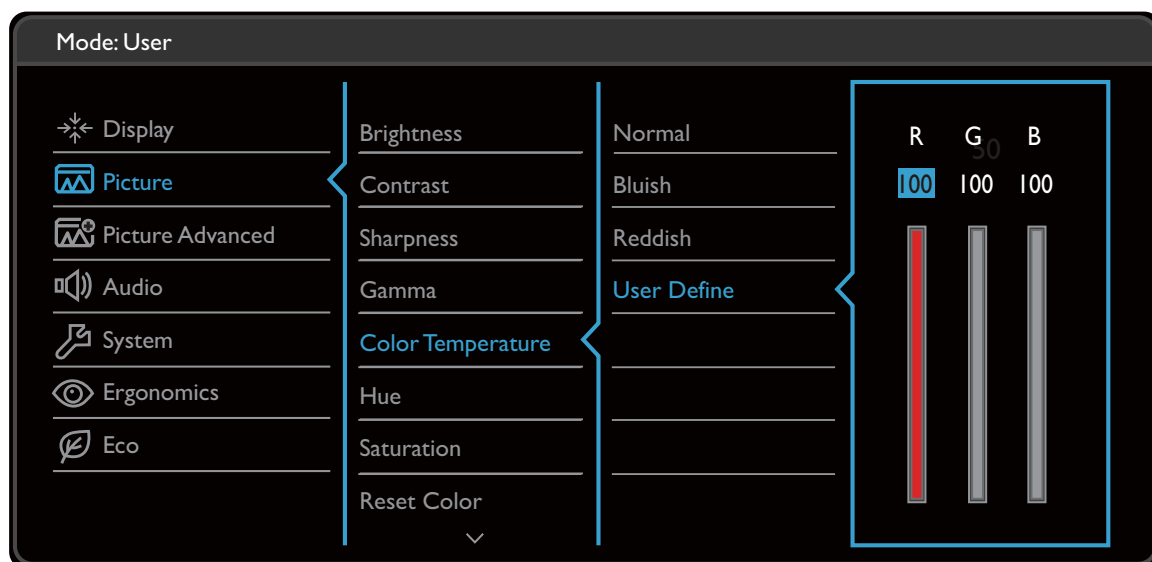 Mode: User
Display
Picture
Picture Advanced
Audio
System
Ergonomics
Eco
Brightness
Contrast
Sharpness
Gamma
Color Temperature
Hue
Saturation
Reset Color
Normal
Bluish
Reddish
User Define
R G B
50
100 100 100